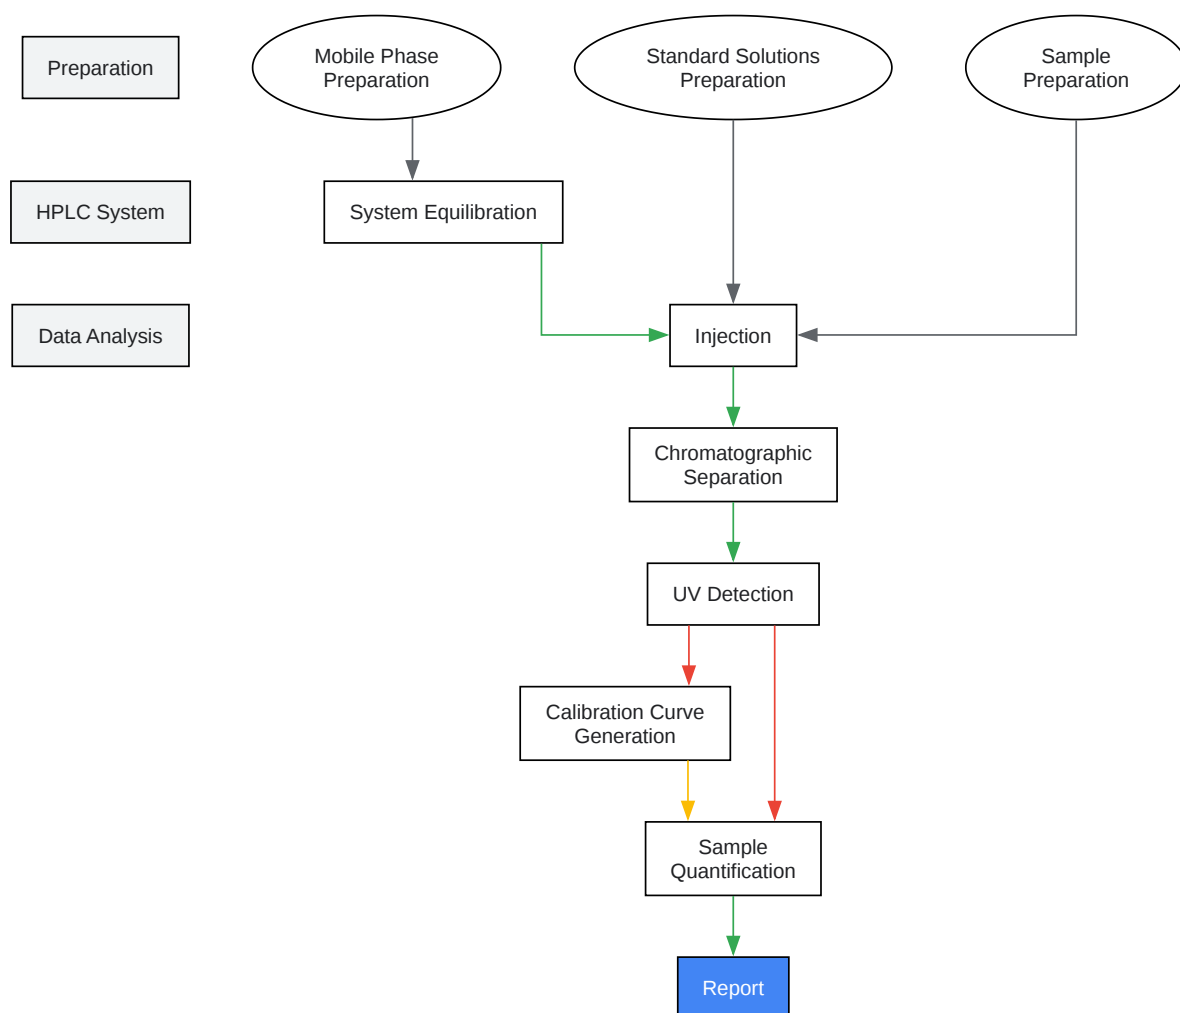 Preparation
Mobile Phase
Preparation
Standard Solutions
Preparation
Sample
Preparation
HPLC System
System Equilibration
Data Analysis
Injection
Chromatographic
Separation
UV Detection
Calibration Curve
Generation
Sample
Quantification
Report